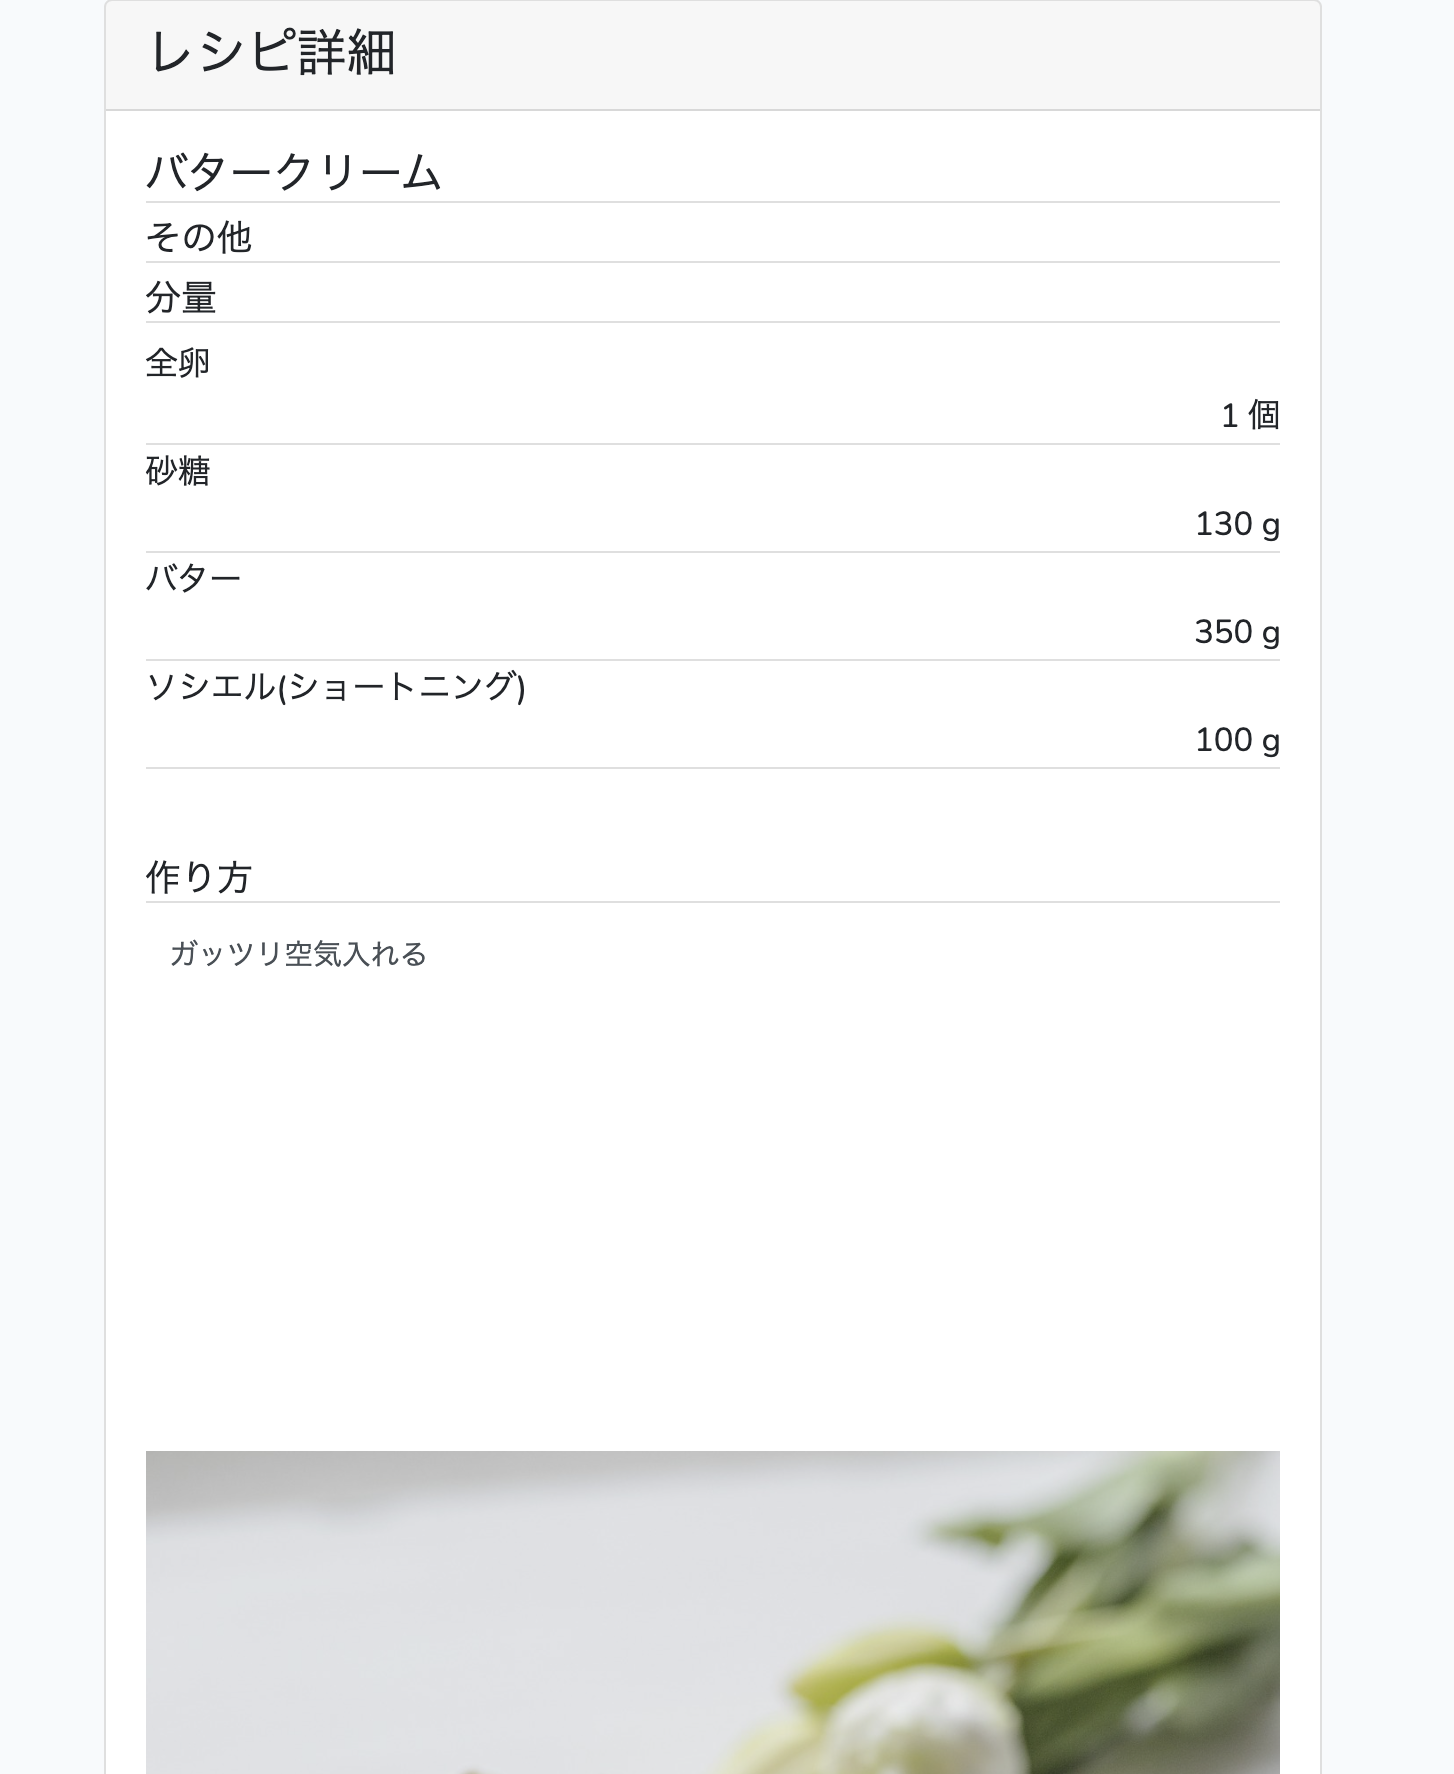 レシピ詳細
バタークリーム
その他
分量
全卵
1 個
砂糖
130 g
バター
350 g
ソシエル(ショートニング)
100 g
作り方
ガッツリ空気入れる